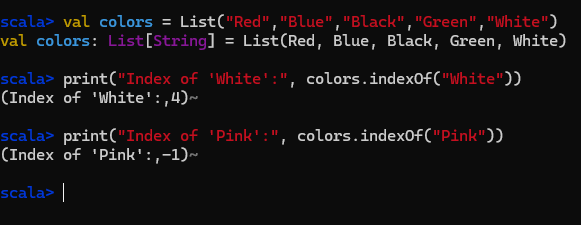 scala> val colors = List("Red","Blue","Black","Green","White")
val colors: List[String] = List(Red, Blue, Black, Green, White)
scala> print("Index of 'White':", colors.indexOf("White"))
(Index of 'White':,4)~
scala> print("Index of 'Pink':", colors.indexOf("Pink"))
(Index of 'Pink':,-1)~
scala>